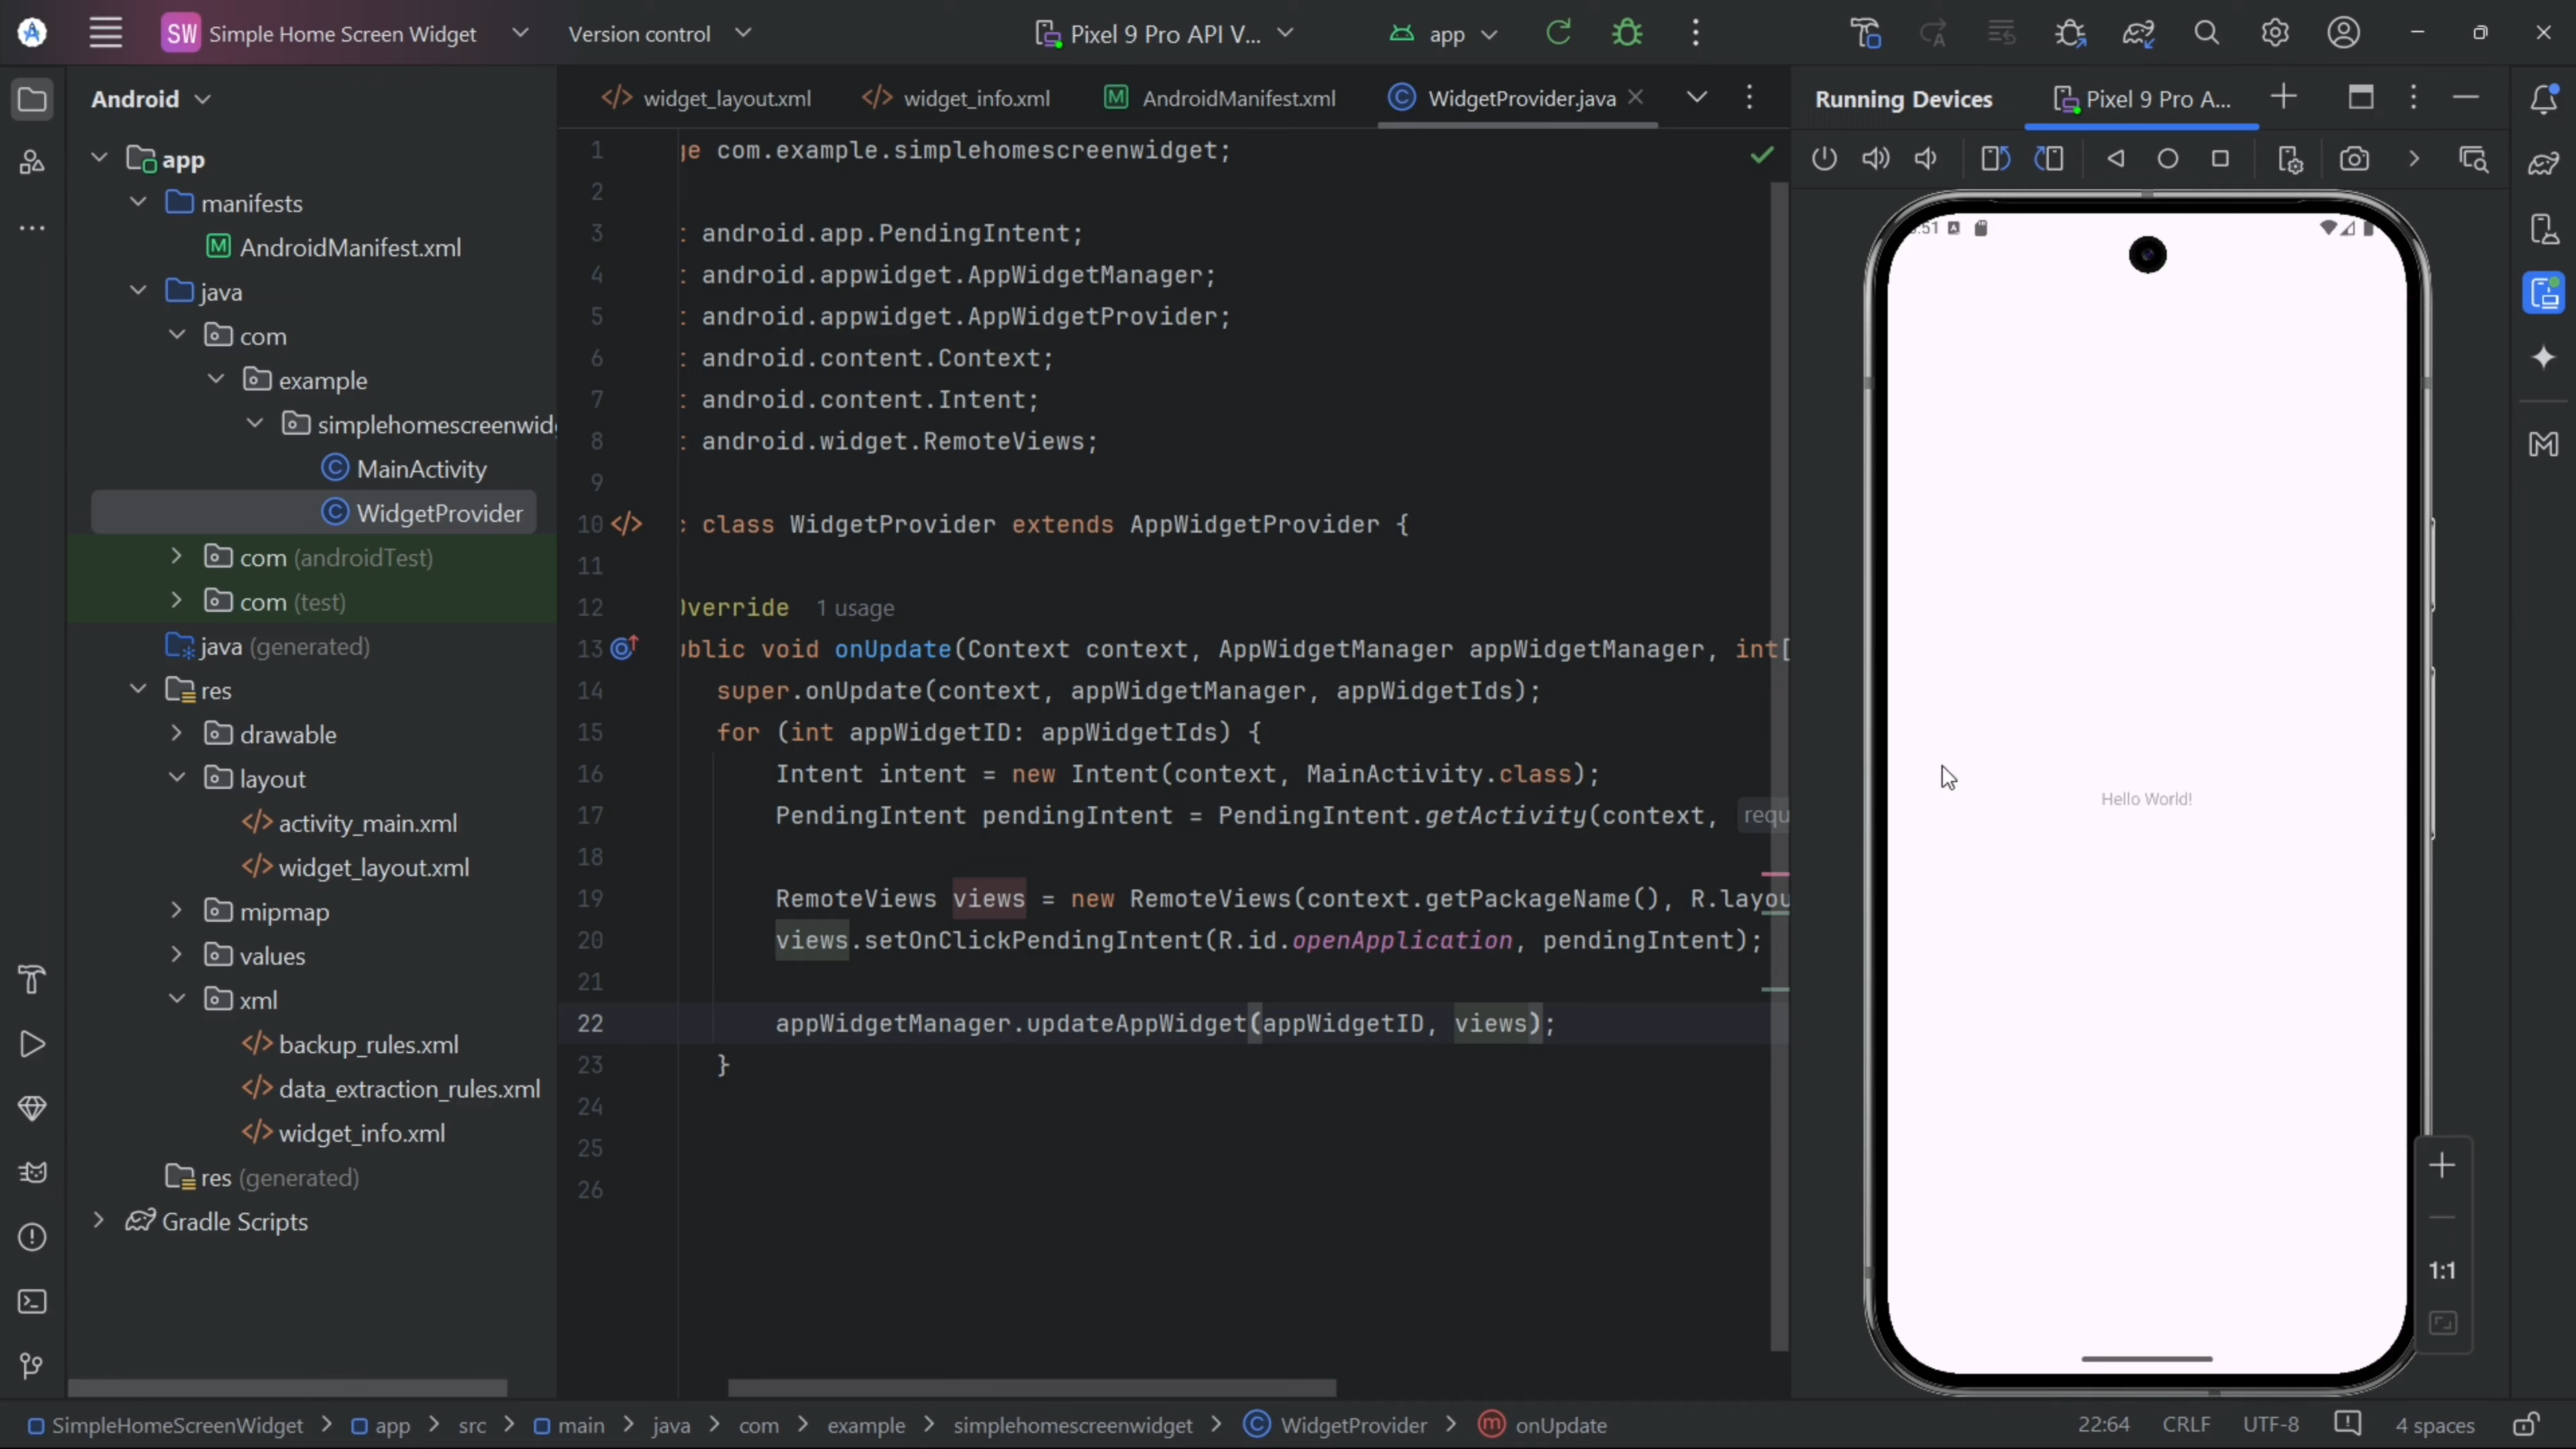 SW Simple Home Screen Widget Version control Pixel 9 Pro API V... app
Android
app
manifests
AndroidManifest.xml
java
com
example
simplehomescreenwid
MainActivity
WidgetProvider
com (androidTest)
com (test)
java (generated)
res
drawable
layout
activity_main.xml
widget_layout.xml
mipmap
values
xml
backup_rules.xml
data_extraction_rules.xml
widget_info.xml
res (generated)
Gradle Scripts
widget_layout.xml widget_info.xml AndroidManifest.xml WidgetProvider.java
1 ge com.example.simplehomescreenwidget;
2
3 : android.app.PendingIntent;
4 : android.appwidget.AppWidgetManager;
5 : android.appwidget.AppWidgetProvider;
6 : android.content.Context;
7 : android.content.Intent;
8 : android.widget.RemoteViews;
9
10 : class WidgetProvider extends AppWidgetProvider {
11
12 Override 1 usage
13 ublic void onUpdate(Context context, AppWidgetManager appWidgetManager, int[
14 super.onUpdate(context, appWidgetManager, appWidgetIds);
15 for (int appWidgetID: appWidgetIds) {
16 Intent intent = new Intent(context, MainActivity.class);
17 PendingIntent pendingIntent = PendingIntent.getActivity(context, requ
18
19 RemoteViews views = new RemoteViews(context.getPackageName(), R.layou
20 views.setOnClickPendingIntent(R.id.openApplication, pendingIntent);
21
22 appWidgetManager.updateAppWidget(appWidgetID, views);
23 }
24
25
26
Running Devices Pixel 9 Pro A...
:51
Hello World!
1:1
SimpleHomeScreenWidget > app > src > main > java > com > example > simplehomescreenwidget > WidgetProvider > onUpdate
22:64 CRLF UTF-8 4 spaces